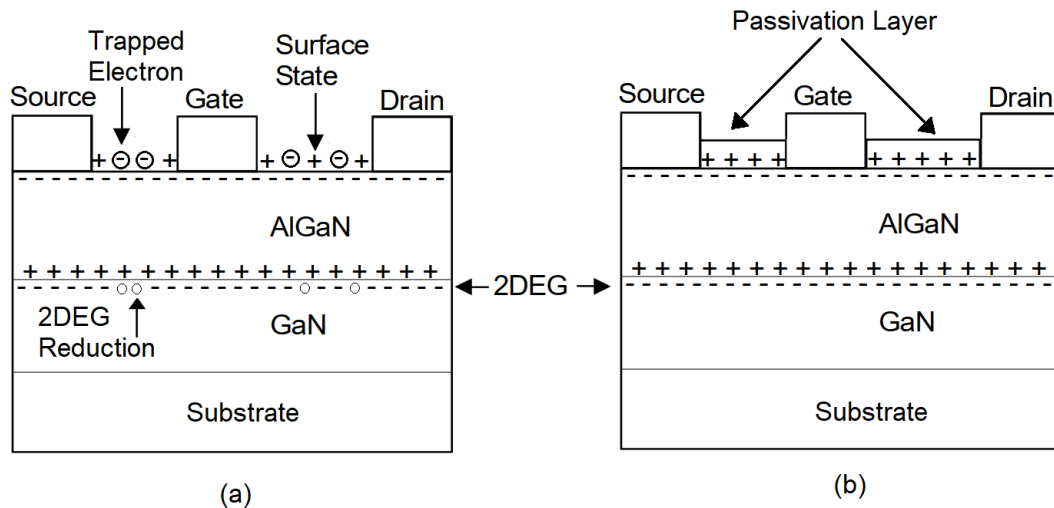 Trapped
Electron
Surface
State
Source
Gate
Drain
+ ⊖ ⊖ +
+ ⊖ + ⊖ +
AlGaN
2DEG
Reduction
GaN
Substrate
(a)
2DEG
Passivation Layer
Source
Gate
Drain
+ + + +
+ + + + +
AlGaN
GaN
Substrate
(b)